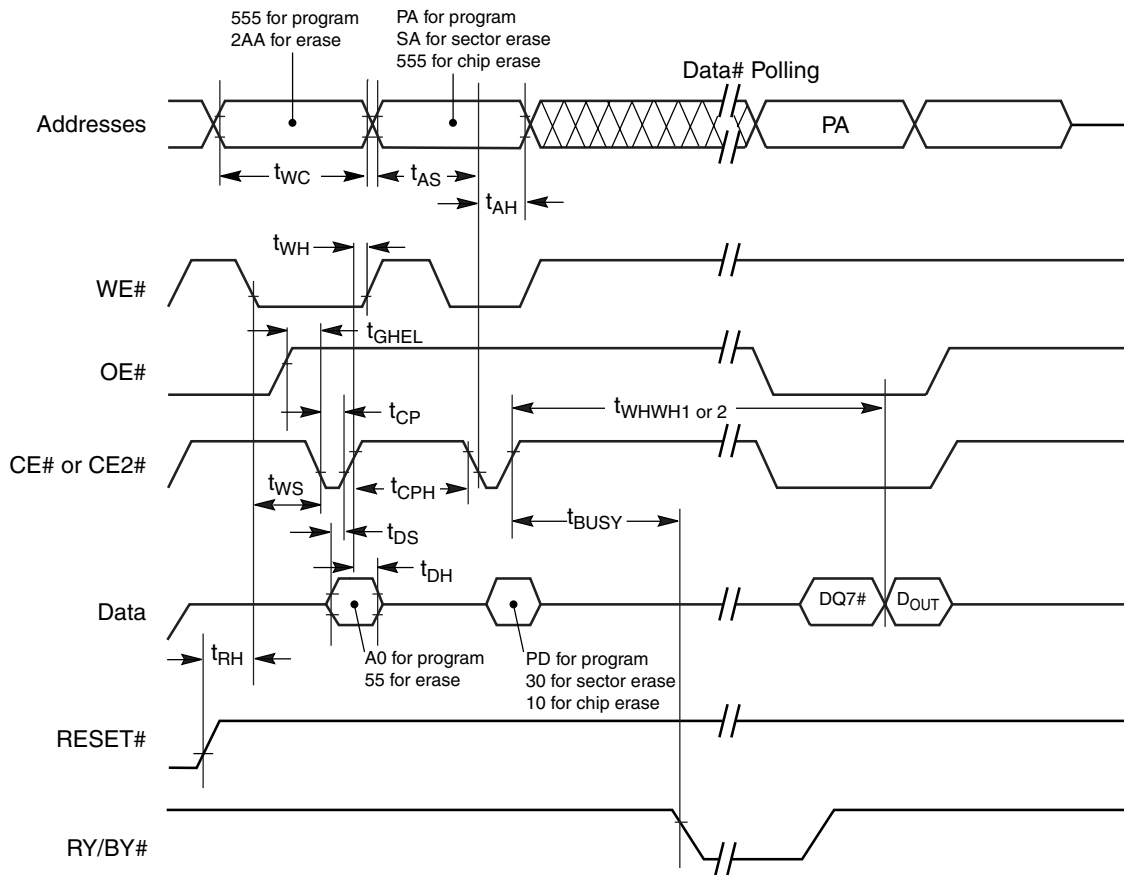 555 for program
2AA for erase
PA for program
SA for sector erase
555 for chip erase
Data# Polling
Addresses
PA
tWC
tAS
tAH
tWH
WE#
tGHEL
OE#
tCP
tWHWH1 or 2
CE# or CE2#
tWS
tCPH
tBUSY
tDS
tDH
Data
DQ7#
DOUT
tRH
A0 for program
55 for erase
PD for program
30 for sector erase
10 for chip erase
RESET#
RY/BY#